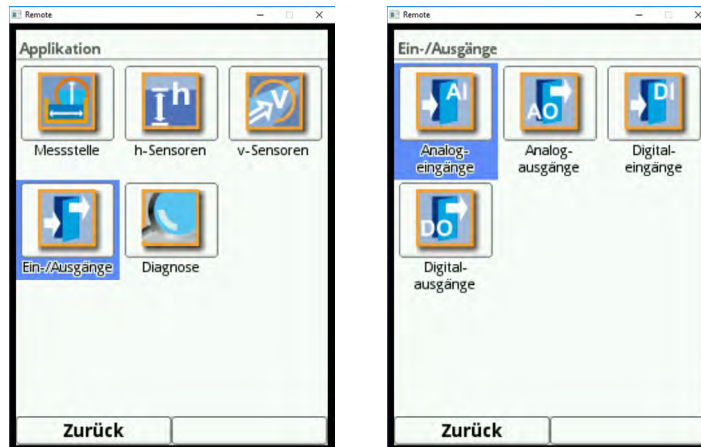 Remote
Applikation
h
v
Messstelle
h-Sensoren
v-Sensoren
Ein-/Ausgänge
Diagnose
Zurück
Remote
Ein-/Ausgänge
AI
AO
DI
Analog-
eingänge
Analog-
ausgänge
Digital-
eingänge
DO
Digital-
ausgänge
Zurück